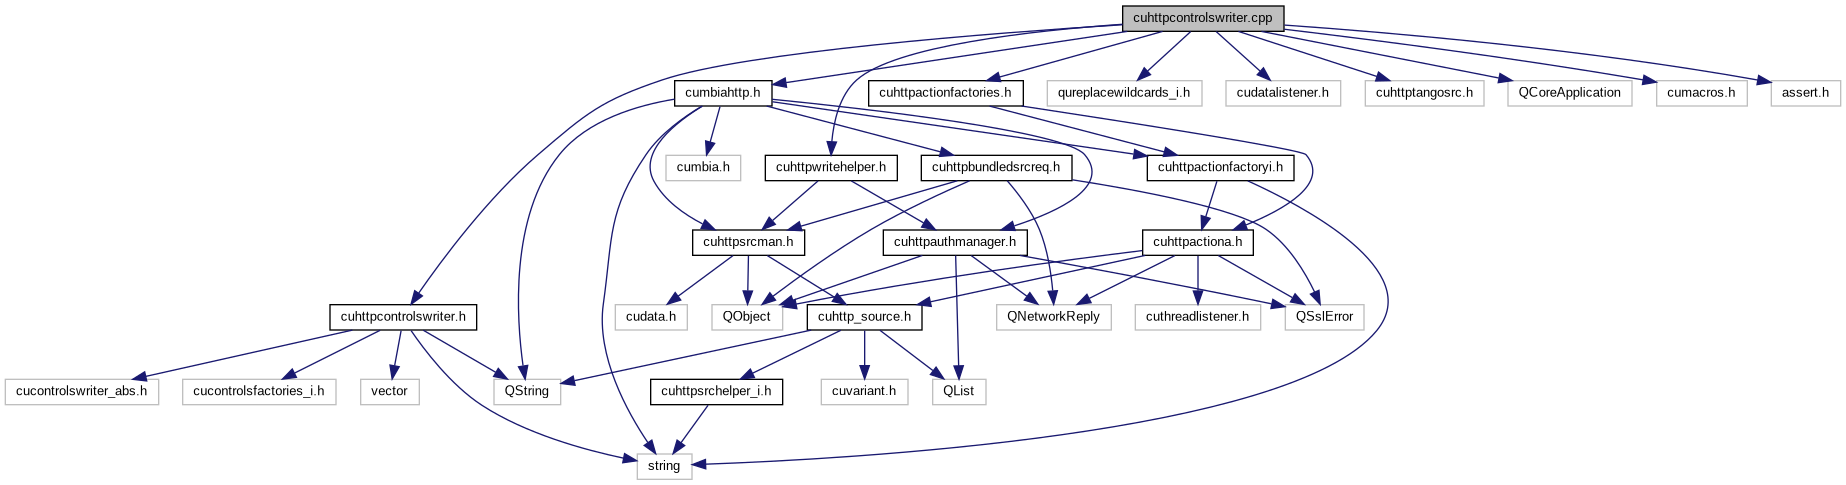 cuhttpcontrolswriter.cpp
cumbiahttp.h
cuhttpactionfactories.h
qureplacewildcards_i.h
cudatalistener.h
cuhttptangosrc.h
QCoreApplication
cumacros.h
assert.h
cumbia.h
cuhttpwritehelper.h
cuhttpbundledsrcreq.h
cuhttpactionfactoryi.h
cuhttpsrcman.h
cuhttpauthmanager.h
cuhttpactiona.h
cuhttpcontrolswriter.h
cudata.h
QObject
cuhttp_source.h
QNetworkReply
cuthreadlistener.h
QSslError
cucontrolswriter_abs.h
cucontrolsfactories_i.h
vector
QString
cuhttpsrchelper_i.h
cuvariant.h
QList
string